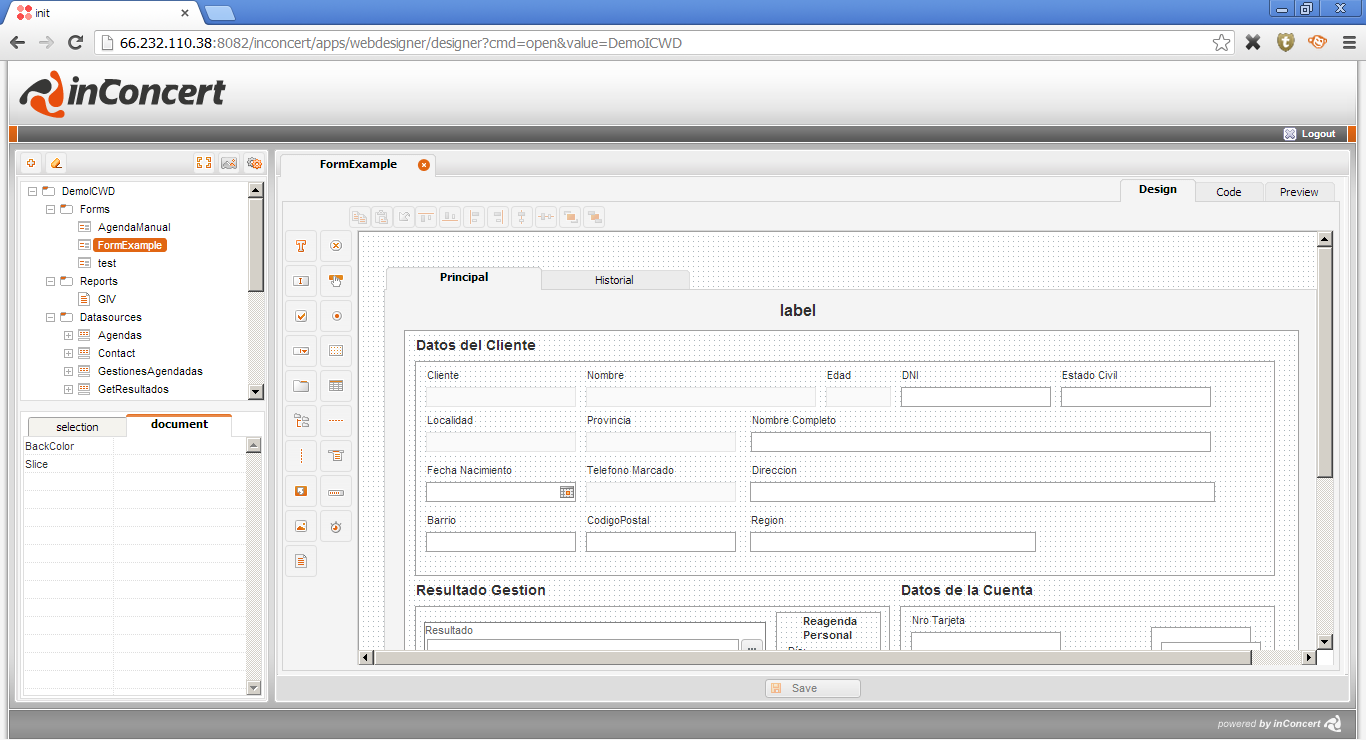 init
66.232.110.38:8082/inconcert/apps/webdesigner/designer?cmd=open&value=DemoICWD
inConcert
Logout
DemoICWD
Forms
AgendaManual
FormExample
test
Reports
GIV
Datasources
Agendas
Contact
GestionesAgendadas
GetResultados
selection document
BackColor
Slice
FormExample
Design Code Preview
Principal Historial
label
Datos del Cliente
Cliente Nombre Edad DNI Estado Civil
Localidad Provincia Nombre Completo
Fecha Nacimiento Telefono Marcado Direccion
Barrio CodigoPostal Region
Resultado Gestion Datos de la Cuenta
Resultado
Reagenda
Personal
Nro Tarjeta
...
Save
powered by inConcert